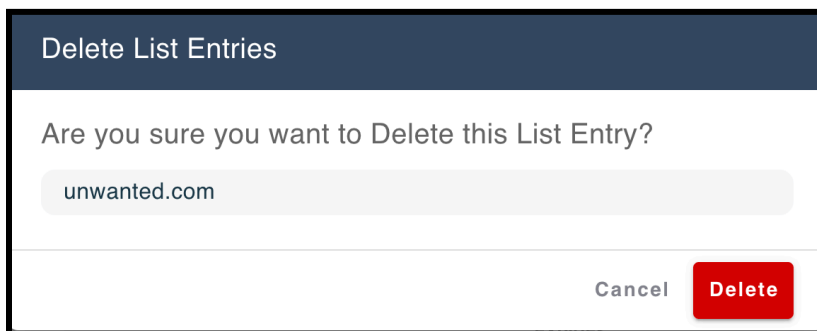 Delete List Entries
Are you sure you want to Delete this List Entry?
unwanted.com
Cancel Delete